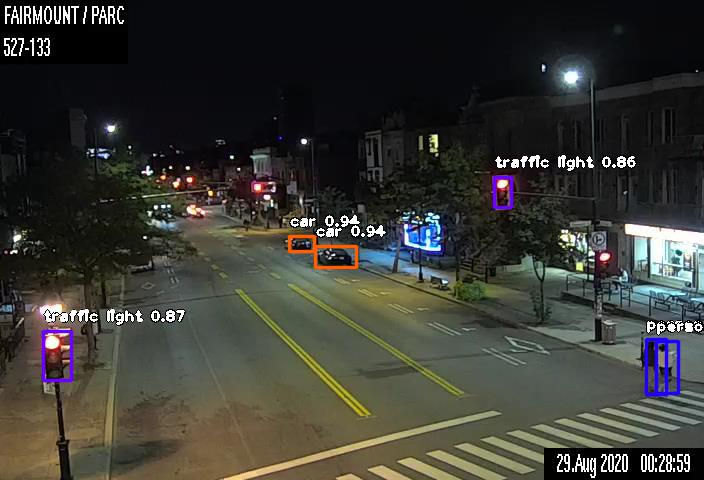 FAIRMOUNT / PARC
527-133
traffic light 0.86
car 0.94
car 0.94
traffic light 0.87
pperso
29.Aug 2020 00:28:59